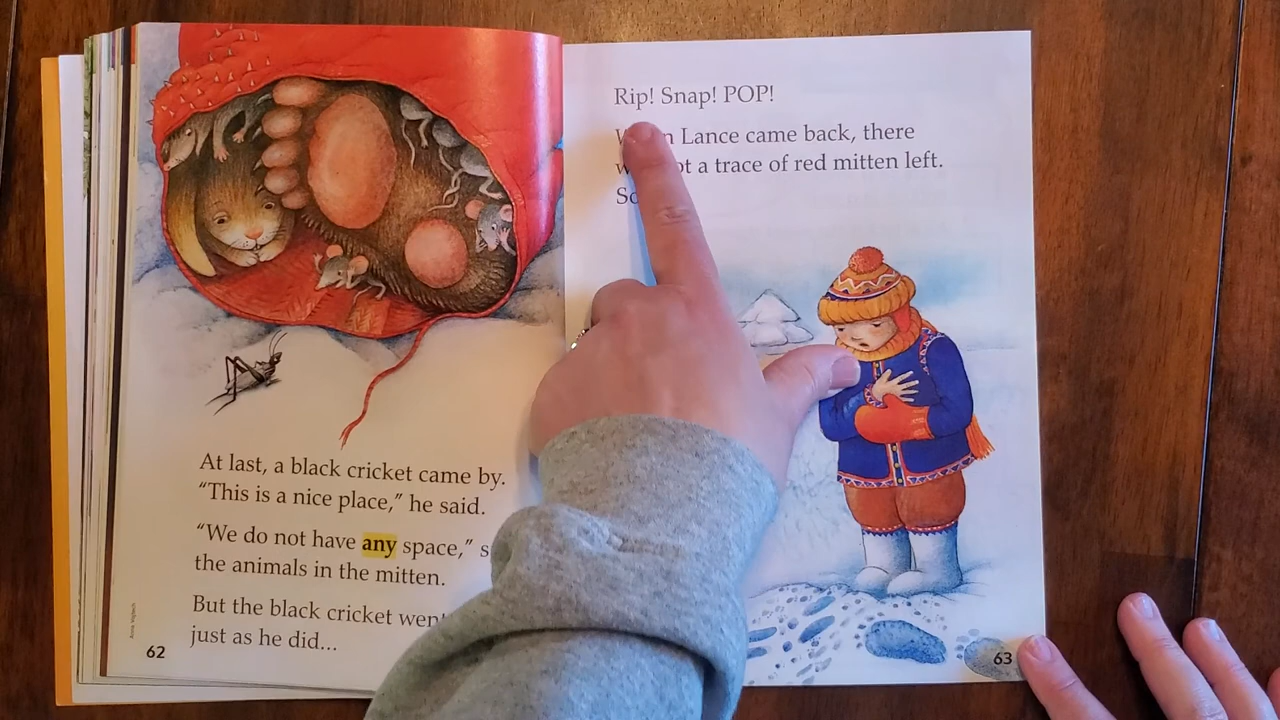 At last, a black cricket came by.
“This is a nice place,” he said.
“We do not have any space,”
the animals in the mitten.
But the black cricket
just as he did...
62
Rip! Snap! POP!
Lance came back, there
a trace of red mitten left.
63